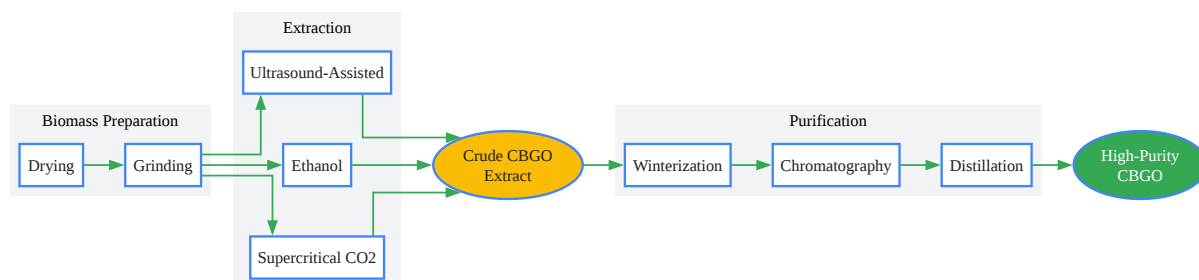 Extraction
Ultrasound-Assisted
Biomass Preparation
Drying
Grinding
Ethanol
Supercritical CO2
Crude CBGO
Extract
Purification
Winterization
Chromatography
Distillation
High-Purity
CBGO